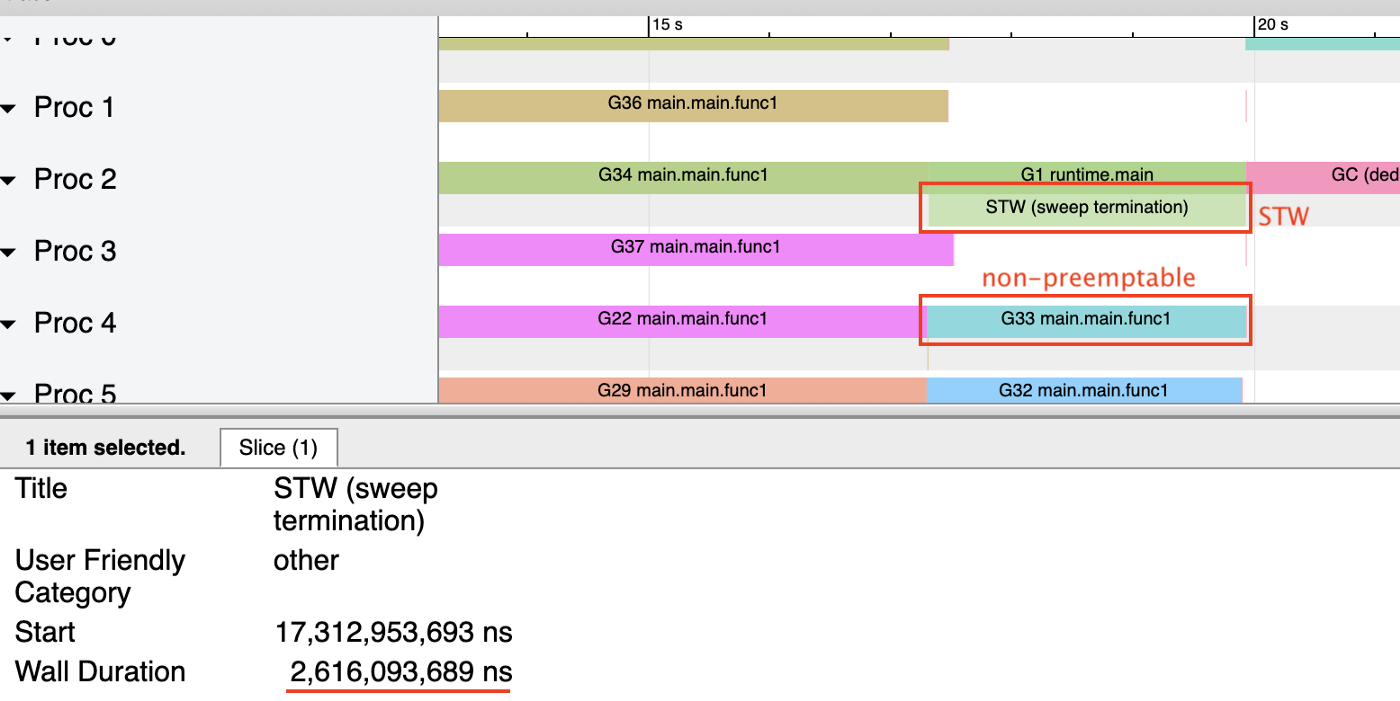 15 s
20 s
Proc 1
G36 main.main.func1
Proc 2
G34 main.main.func1
G1 runtime.main
GC (ded
STW (sweep termination)
STW
Proc 3
G37 main.main.func1
non-preemptable
Proc 4
G22 main.main.func1
G33 main.main.func1
Proc 5
G29 main.main.func1
G32 main.main.func1
1 item selected.
Slice (1)
Title
STW (sweep
termination)
User Friendly
Category
other
Start
17,312,953,693 ns
Wall Duration
2,616,093,689 ns